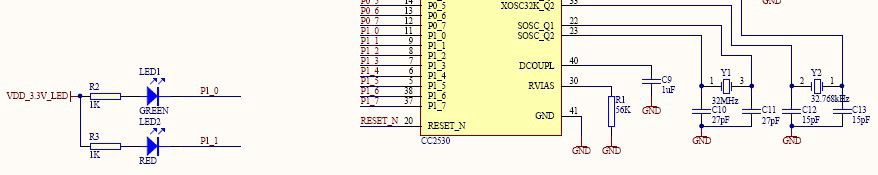 P0_5 14 P0_5 XOSC32K_Q2 33 GND
P0_6 13 P0_6
P0_7 12 P0_7 SOSC_Q1 22
P1_0 11 P1_0 SOSC_Q2 23
P1_1 9 P1_1
P1_2 8 P1_2
P1_3 7 P1_3 DCOUPL 40
P1_4 6 P1_4
P1_5 5 P1_5 RVIAS 30
P1_6 38 P1_6
P1_7 37 P1_7
GND 41
RESET_N 20 RESET_N
CC2530
LED1
VDD_3.3V_LED R2 1K GREEN P1_0
LED2
R3 1K RED P1_1
C9
1uF
GND
R1
56K
GND
GND
1 Y1 3
32MHz
C10
27pF
C11
27pF
GND
2 Y2 1
32.768kHz
C12
15pF
C13
15pF
GND